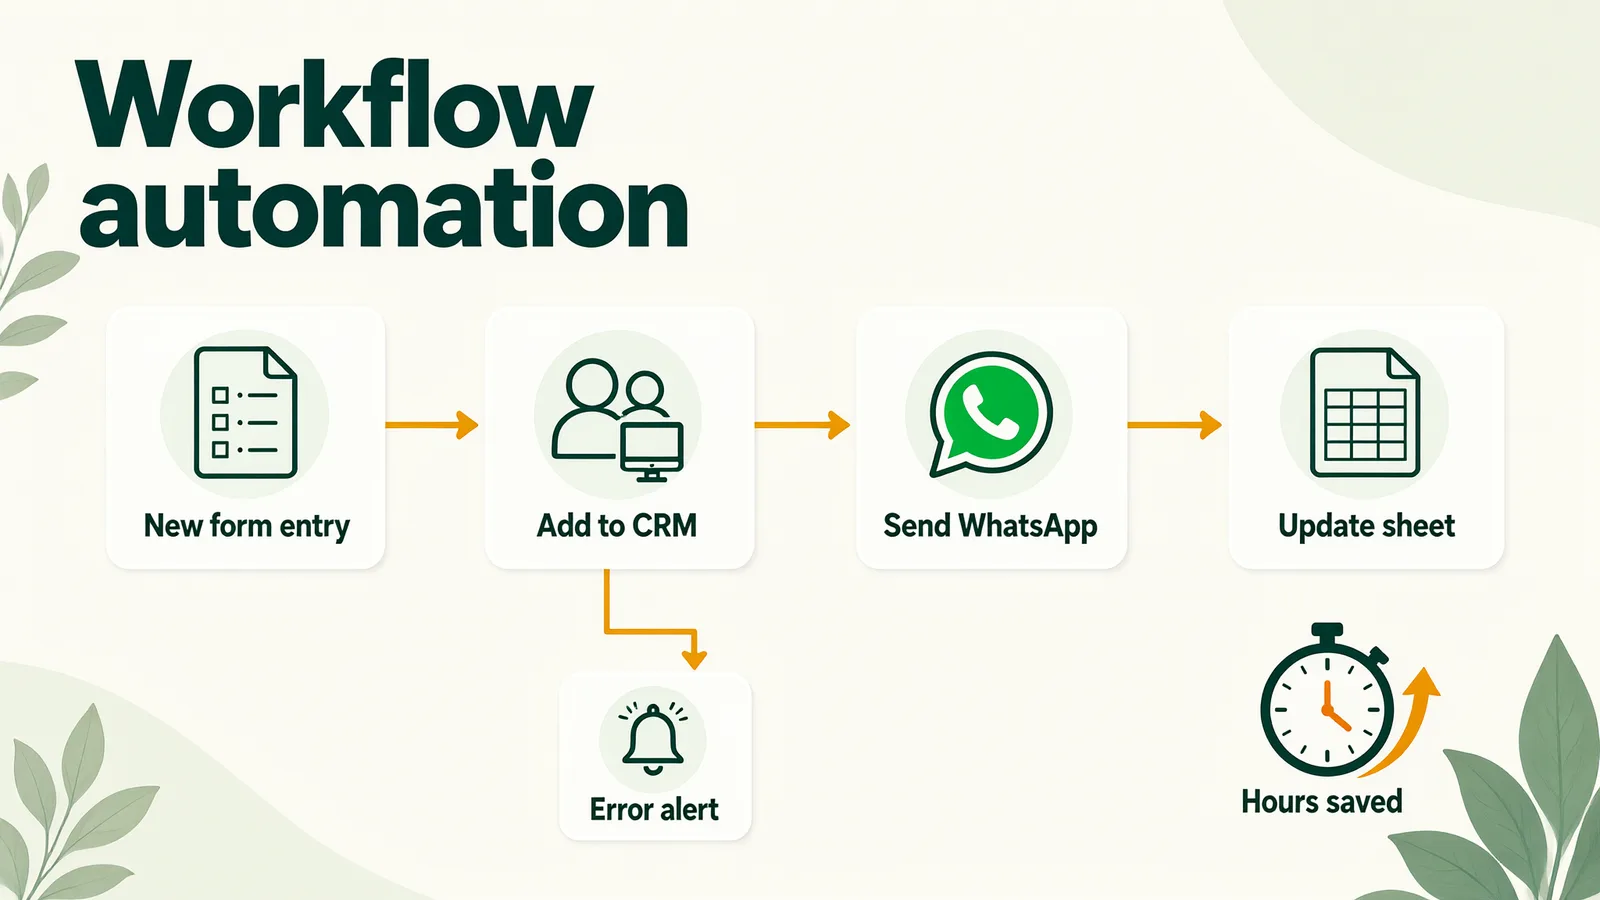 Workflow
automation
New form entry
Add to CRM
Send WhatsApp
Update sheet
Error alert
Hours saved